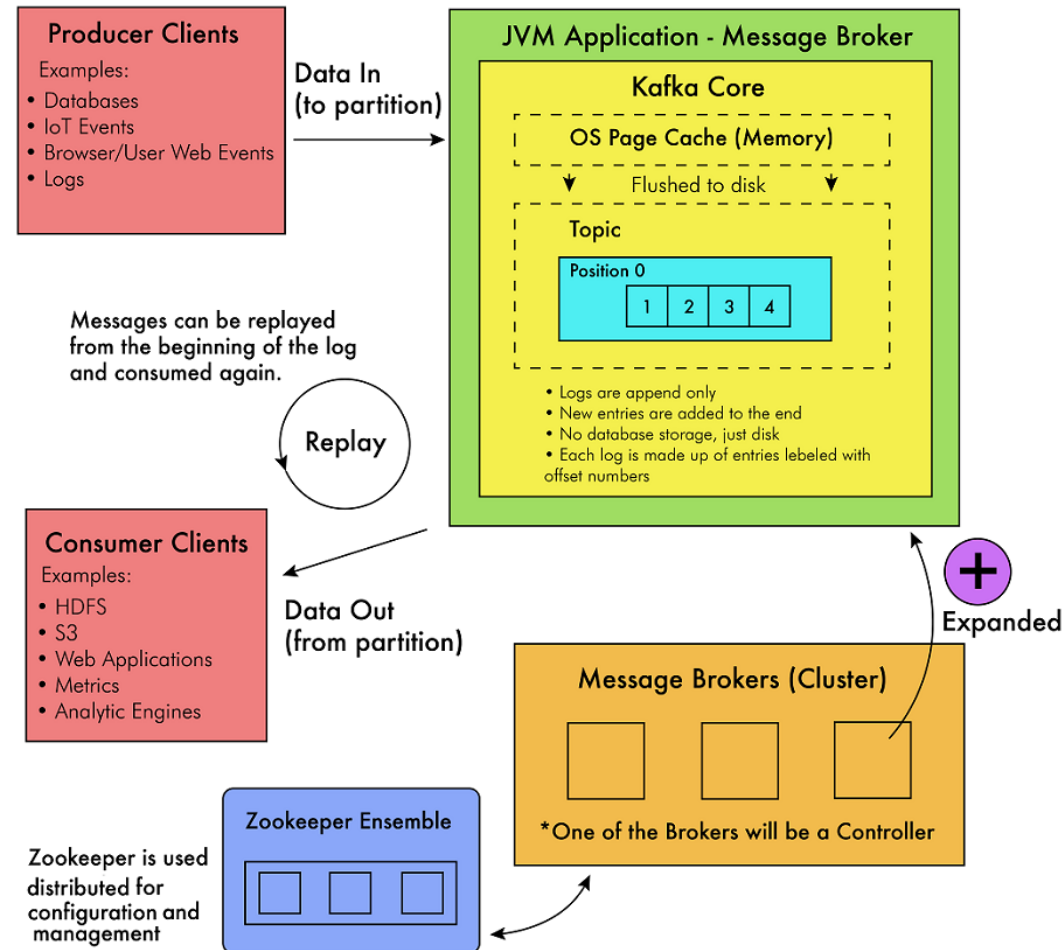 Producer Clients
Examples:
• Databases
• IoT Events
• Browser/User Web Events
• Logs
Data In
(to partition)
JVM Application - Message Broker
Kafka Core
OS Page Cache (Memory)
Flushed to disk
Topic
Position 0
1 2 3 4
• Logs are append only
• New entries are added to the end
• No database storage, just disk
• Each log is made up of entries lebeled with
offset numbers
Messages can be replayed
from the beginning of the log
and consumed again.
Replay
Consumer Clients
Examples:
• HDFS
• S3
• Web Applications
• Metrics
• Analytic Engines
Data Out
(from partition)
+
Expanded
Message Brokers (Cluster)
*One of the Brokers will be a Controller
Zookeeper Ensemble
Zookeeper is used
distributed for
configuration and
management